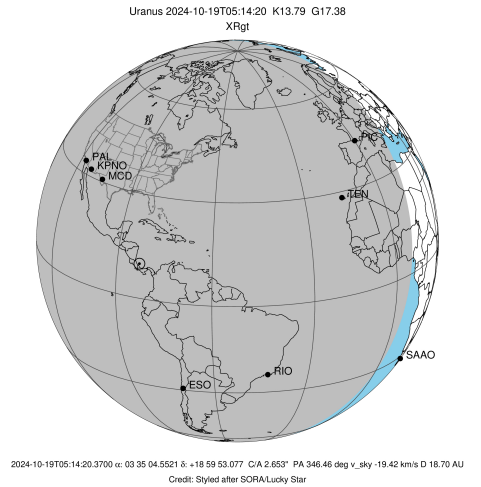 Uranus 2024-10-19T05:14:20 K13.79 G17.38
XRgt
PIC
PAL
KPNO
MCD
TEN
SAAO
RIO
ESO
2024-10-19T05:14:20.3700 α: 03 35 04.5521 δ: +18 59 53.077 C/A 2.653" PA 346.46 deg v_sky -19.42 km/s D 18.70 AU
Credit: Styled after SORA/Lucky Star